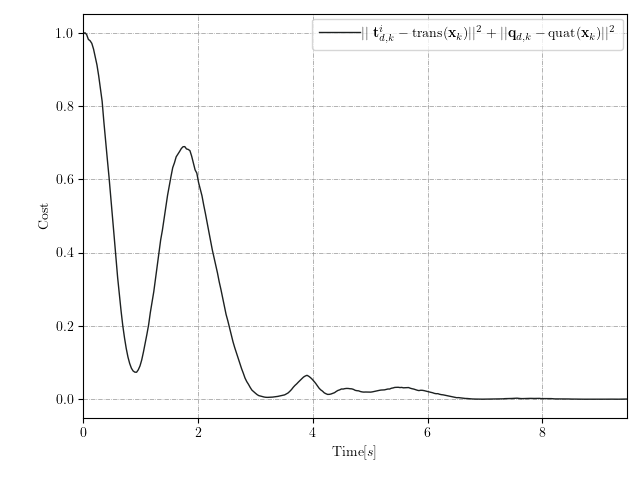 || t^i_{d,k} − trans(x_k)||^2 + ||q_{d,k} − quat(x_k)||^2
1.0
0.8
0.6
0.4
0.2
0.0
Cost
0 2 4 6 8
Time[s]